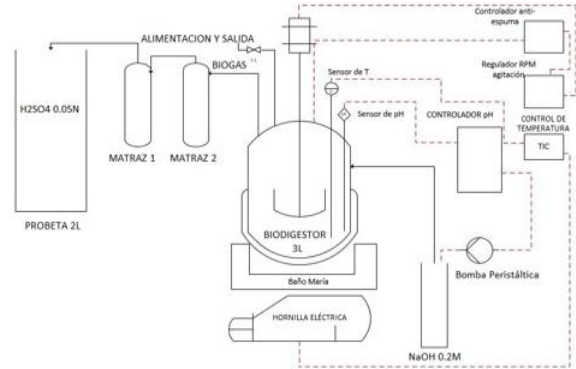 Controlador anti-
espuma
ALIMENTACION Y SALIDA
BIOGAS
Regulador RPM
agitación
Sensor de T
H2SO4 0.05N
Sensor de pH
CONTROLADOR pH
CONTROL DE
TEMPERATURA
TIC
MATRAZ 1
MATRAZ 2
PROBETA 2L
BIODIGESTOR
3L
Baño María
Bomba Peristáltica
HORNILLA ELÉCTRICA
NaOH 0.2M